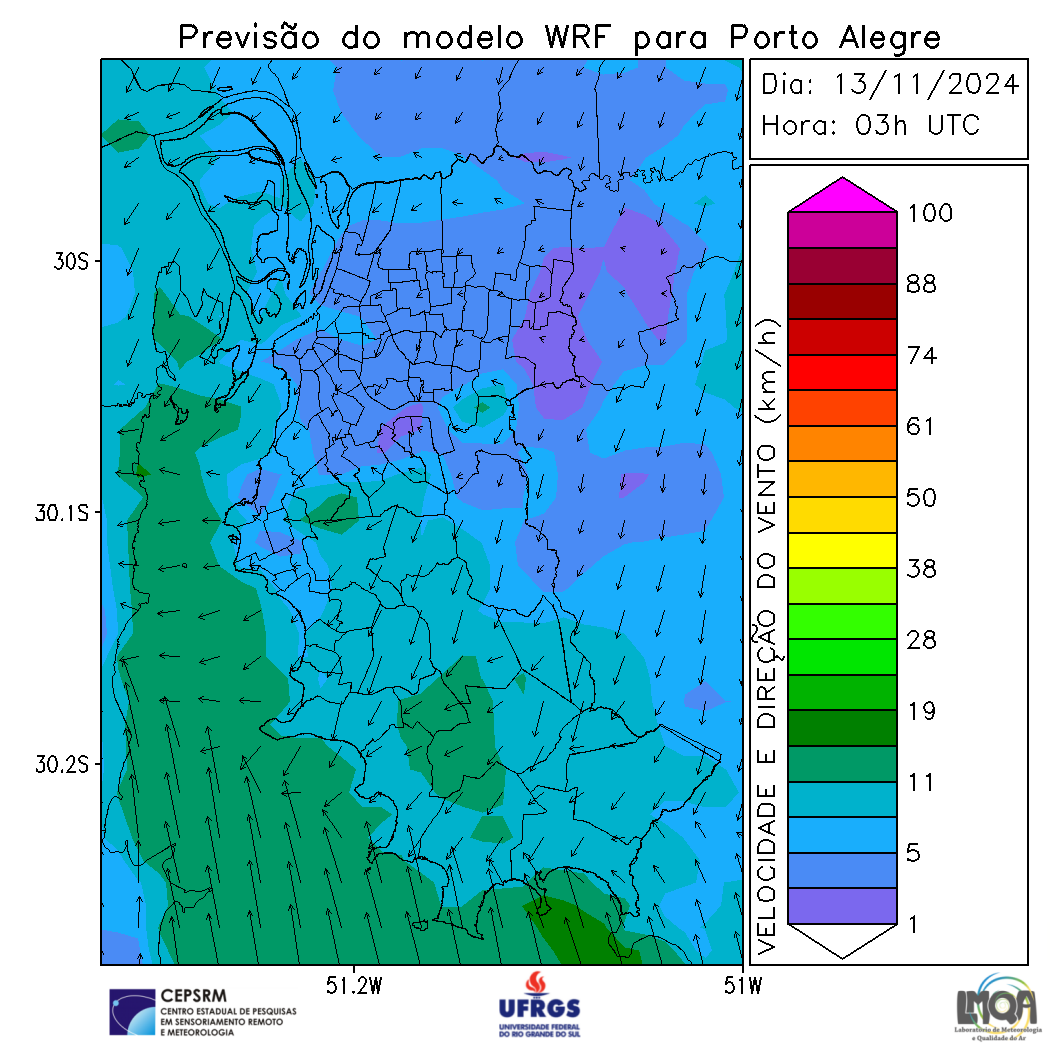 Previsão do modelo WRF para Porto Alegre
Dia: 13/11/2024
Hora: 03h UTC
30S
30.1S
30.2S
51.2W
51W
VELOCIDADE E DIREÇÃO DO VENTO (km/h)
100
88
74
61
50
38
28
19
11
5
1
CEPSRM
CENTRO ESTADUAL DE PESQUISAS
EM SENSORIAMENTO REMOTO
E METEOROLOGIA
UFRGS
UNIVERSIDADE FEDERAL
DO RIO GRANDE DO SUL
LMQA
Laboratório de Meteorologia
e Qualidade do Ar